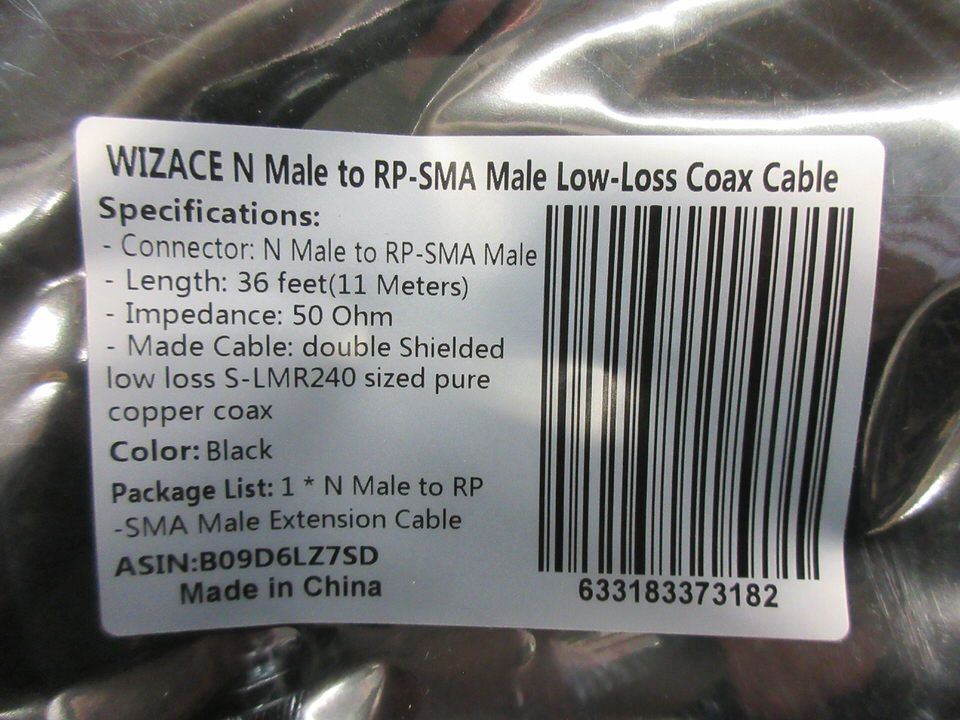 WIZACE N Male to RP-SMA Male Low-Loss Coax Cable
Specifications:
- Connector: N Male to RP-SMA Male
- Length: 36 feet(11 Meters)
- Impedance: 50 Ohm
- Made Cable: double Shielded
low loss S-LMR240 sized pure
copper coax
Color: Black
Package List: 1 * N Male to RP
-SMA Male Extension Cable
ASIN:B09D6LZ7SD
Made in China
633183373182